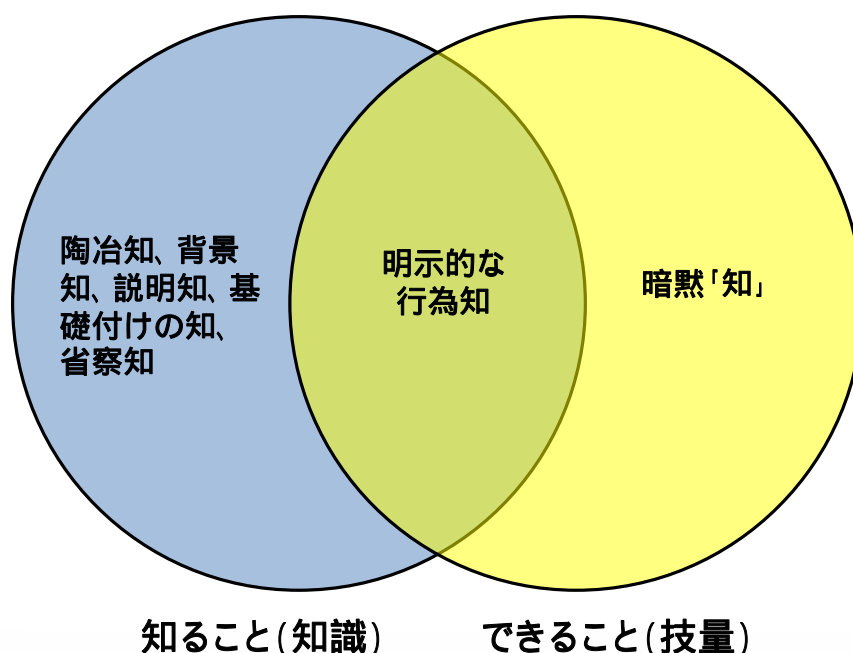 陶冶知、背景
知、説明知、基
礎付けの知、
省察知
明示的な
行為知
暗黙「知」
知ること(知識)
できること(技量)